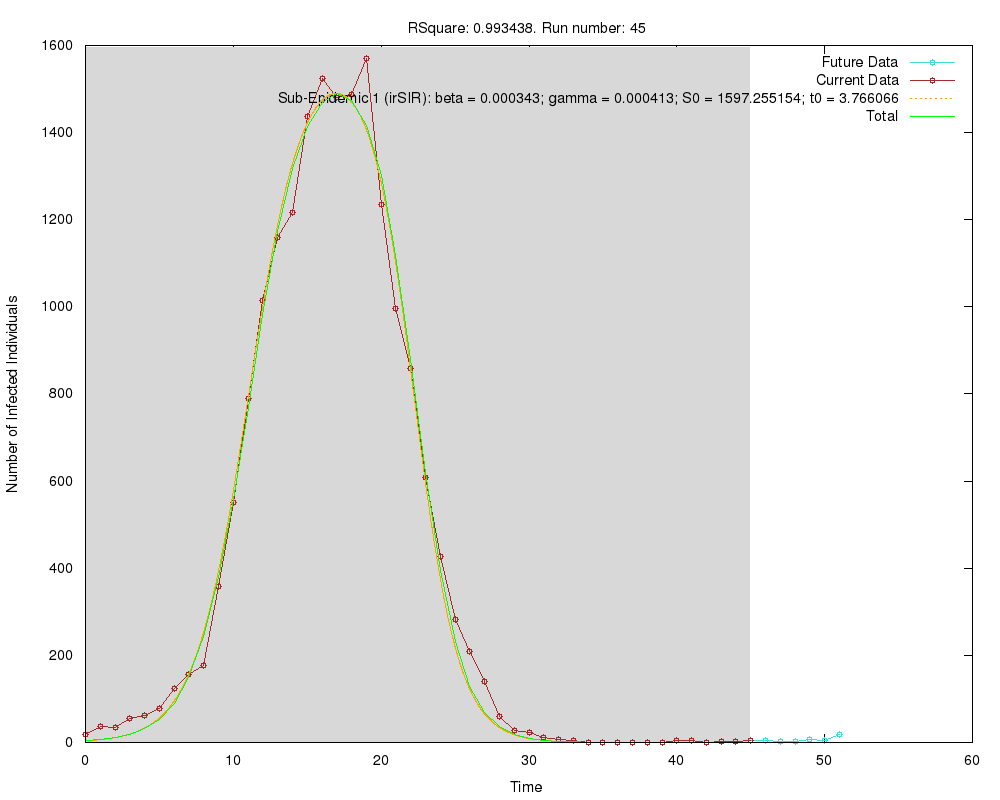 RSquare: 0.993438. Run number: 45
Number of Infected Individuals
1600
1400
1200
1000
800
600
400
200
0
Future Data
Current Data
Sub-Epidemic 1 (irSIR): beta = 0.000343; gamma = 0.000413; S0 = 1597.255154; t0 = 3.766066
Total
0 10 20 30 40 50 60
Time